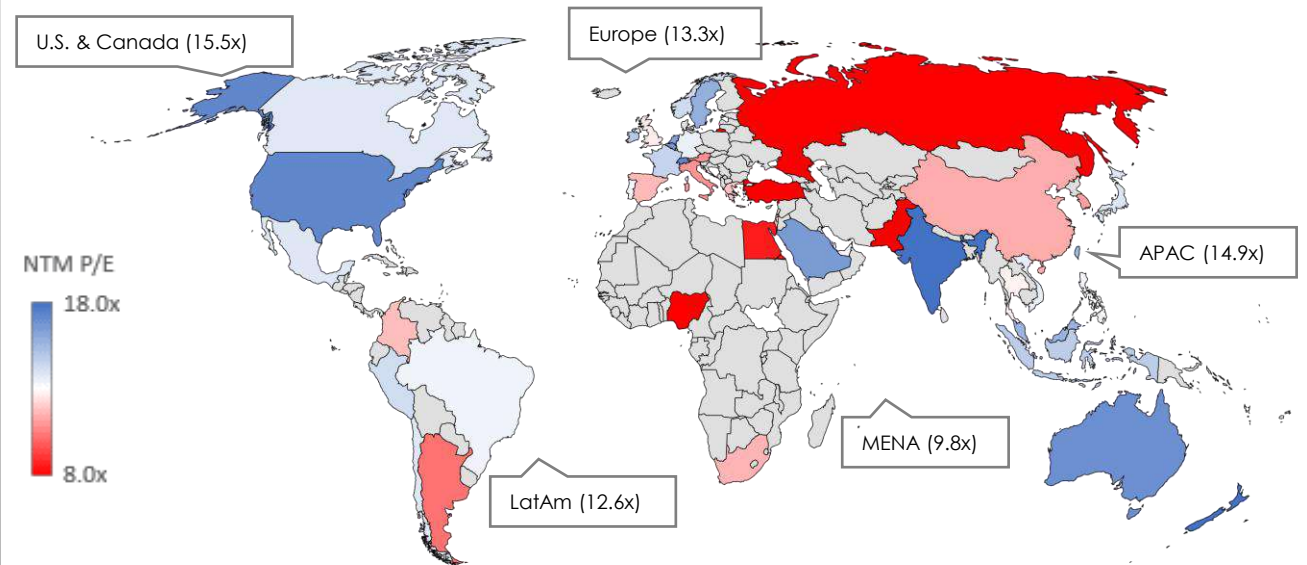 U.S. & Canada (15.5x)
Europe (13.3x)
NTM P/E
18.0x
8.0x
APAC (14.9x)
MENA (9.8x)
LatAm (12.6x)